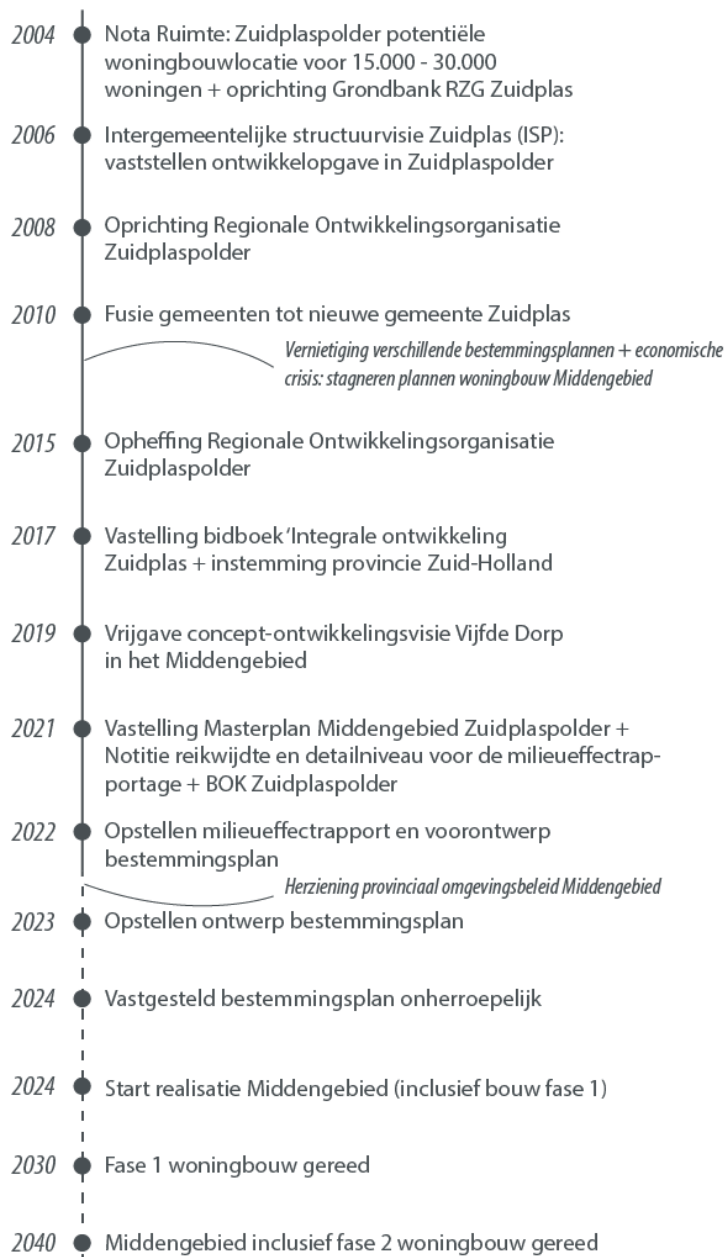 2004 Nota Ruimte: Zuidplaspolder potentiële
woningbouwlocatie voor 15.000 - 30.000
woningen + oprichting Grondbank RZG Zuidplas
2006 Intergemeentelijke structuurvisie Zuidplas (ISP):
vaststellen ontwikkelopgave in Zuidplaspolder
2008 Oprichting Regionale Ontwikkelingsorganisatie
Zuidplaspolder
2010 Fusie gemeenten tot nieuwe gemeente Zuidplas
Vernietiging verschillende bestemmingsplannen + economische
crisis: stagneren plannen woningbouw Middengebied
2015 Opheffing Regionale Ontwikkelingsorganisatie
Zuidplaspolder
2017 Vastelling bidboek ‘Integrale ontwikkeling
Zuidplas + instemming provincie Zuid-Holland
2019 Vrijgave concept-ontwikkelingsvisie Vijfde Dorp
in het Middengebied
2021 Vastelling Masterplan Middengebied Zuidplaspolder +
Notitie reikwijdte en detailniveau voor de milieueffectrap-
portage + BOK Zuidplaspolder
2022 Opstellen milieueffectrapport en voorontwerp
bestemmingsplan
Herziening provinciaal omgevingsbeleid Middengebied
2023 Opstellen ontwerp bestemmingsplan
2024 Vastgesteld bestemmingsplan onherroepelijk
2024 Start realisatie Middengebied (inclusief bouw fase 1)
2030 Fase 1 woningbouw gereed
2040 Middengebied inclusief fase 2 woningbouw gereed